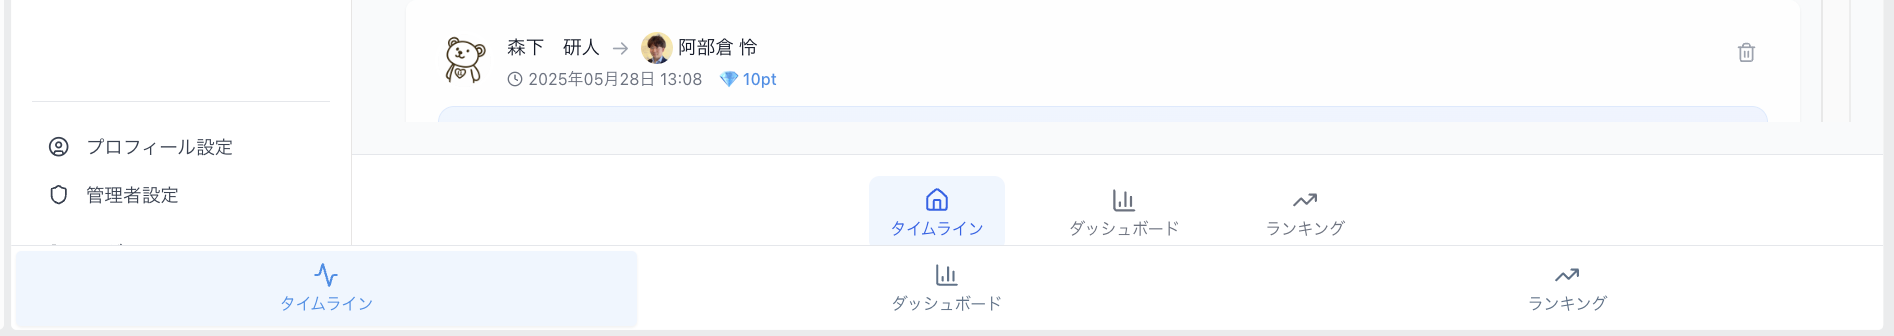 森下　研人 → 阿部倉 怜
2025年05月28日 13:08 10pt
プロフィール設定
管理者設定
タイムライン ダッシュボード ランキング
タイムライン ダッシュボード ランキング